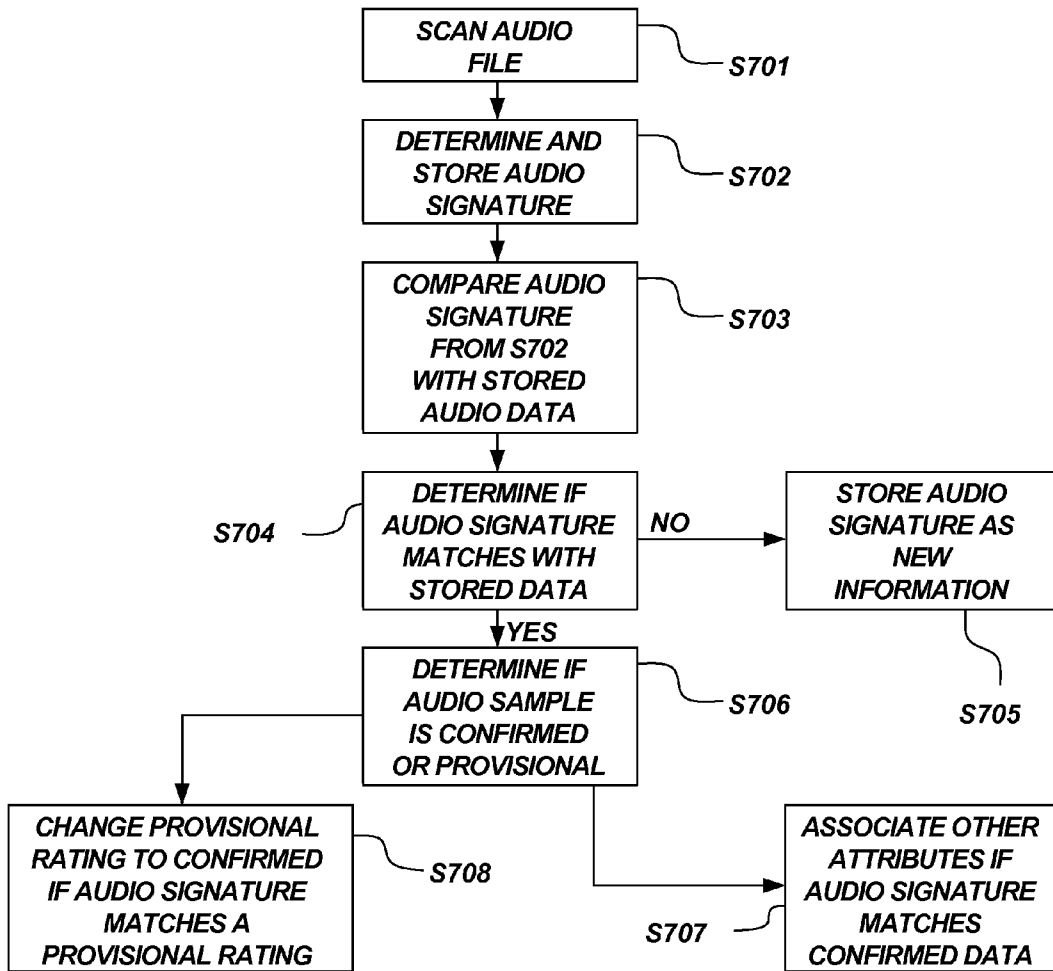 SCAN AUDIO
FILE
S701
DETERMINE AND
STORE AUDIO
SIGNATURE
S702
COMPARE AUDIO
SIGNATURE
FROM S702
WITH STORED
AUDIO DATA
S703
DETERMINE IF
AUDIO SIGNATURE
MATCHES WITH
STORED DATA
S704
NO
STORE AUDIO
SIGNATURE AS
NEW
INFORMATION
S705
YES
DETERMINE IF
AUDIO SAMPLE
IS CONFIRMED
OR PROVISIONAL
S706
CHANGE PROVISIONAL
RATING TO CONFIRMED
IF AUDIO SIGNATURE
MATCHES A
PROVISIONAL RATING
S708
ASSOCIATE OTHER
ATTRIBUTES IF
AUDIO SIGNATURE
MATCHES
CONFIRMED DATA
S707